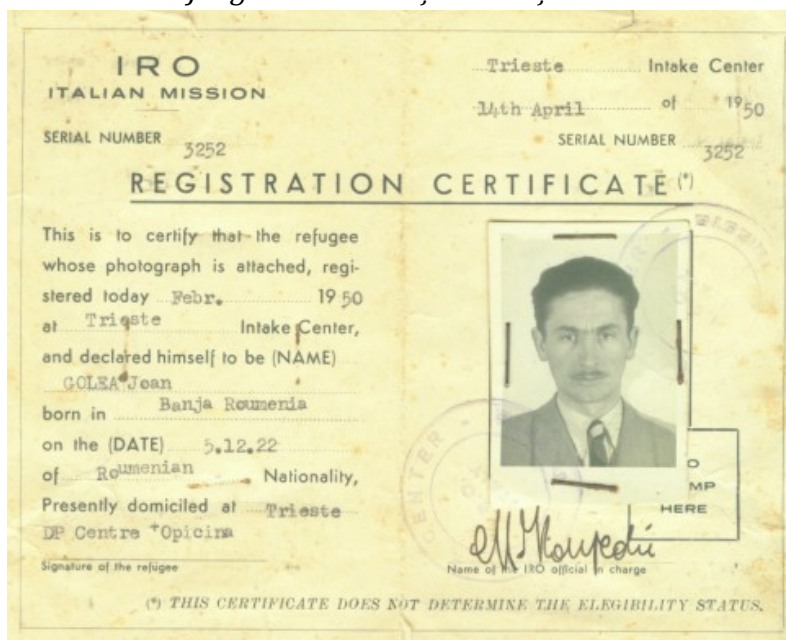 IRO
ITALIAN MISSION
SERIAL NUMBER 3252
Trieste Intake Center
14th April of 1950
SERIAL NUMBER 3252
REGISTRATION CERTIFICATE (*)
This is to certify that the refugee
whose photograph is attached, regi-
stered today Febr. 1950
at Trieste Intake Center,
and declared himself to be (NAME)
GOLEA Joan
born in Banja Roumenia
on the (DATE) 5.12.22
of Roumenian Nationality,
Presently domiciled at Trieste
DP Centre "Opicina
Signature of the refugee
CENTER
HERE
Name of the IRO official in charge
(*) THIS CERTIFICATE DOES NOT DETERMINE THE ELEGIBILITY STATUS.